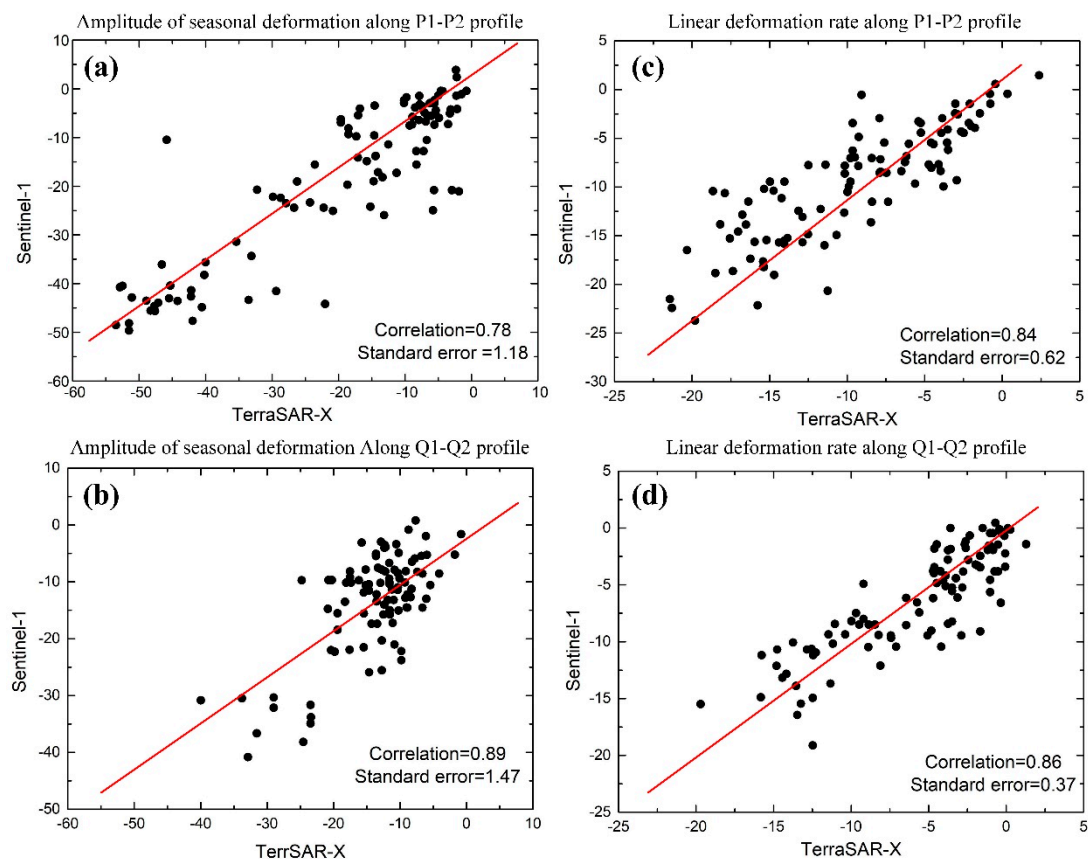 Amplitude of seasonal deformation along P1-P2 profile
(a)
10
0
-10
-20
-30
-40
-50
-60
Sentinel-1
Correlation=0.78
Standard error =1.18
-60 -50 -40 -30 -20 -10 0 10
TerraSAR-X
Linear deformation rate along P1-P2 profile
(c)
5
0
-5
-10
-15
-20
-25
-30
Sentinel-1
Correlation=0.84
Standard error=0.62
-25 -20 -15 -10 -5 0 5
TerraSAR-X
Amplitude of seasonal deformation Along Q1-Q2 profile
(b)
10
0
-10
-20
-30
-40
-50
Sentinel-1
Correlation=0.89
Standard error=1.47
-60 -50 -40 -30 -20 -10 0 10
TerrSAR-X
Linear deformation rate along Q1-Q2 profile
(d)
5
0
-5
-10
-15
-20
-25
Sentinel-1
Correlation=0.86
Standard error=0.37
-25 -20 -15 -10 -5 0 5
TerraSAR-X